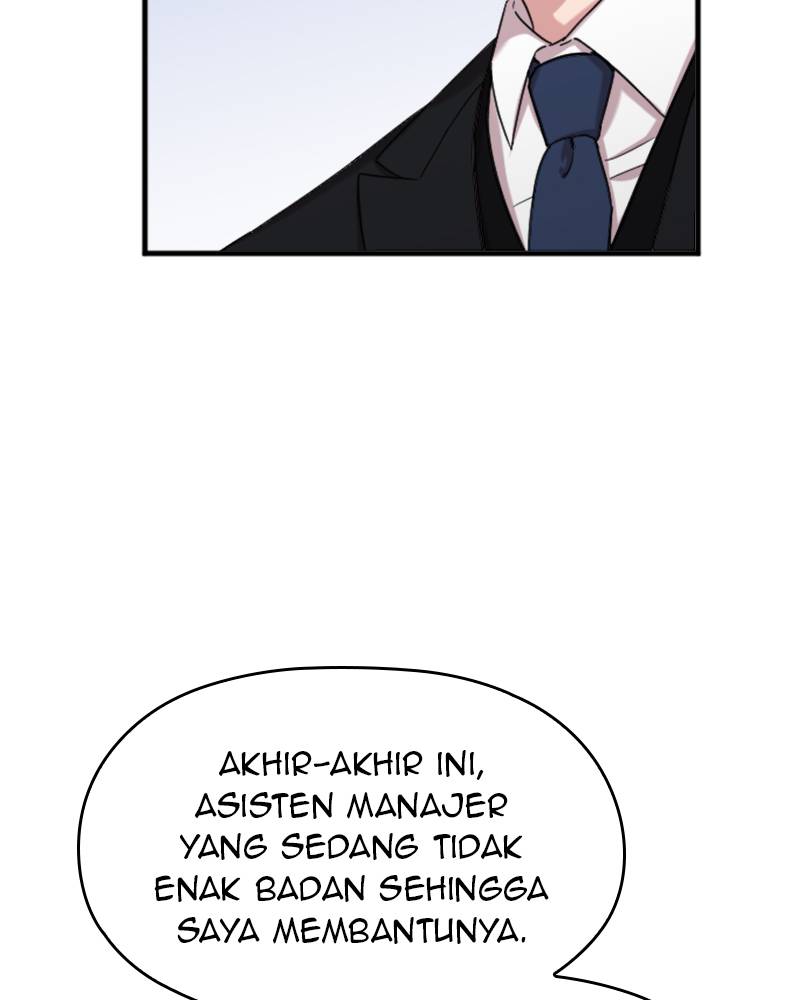 AKHIR-AKHIR INI,
ASISTEN MANAJER
YANG SEDANG TIDAK
ENAK BADAN SEHINGGA
SAYA MEMBANTUNYA.